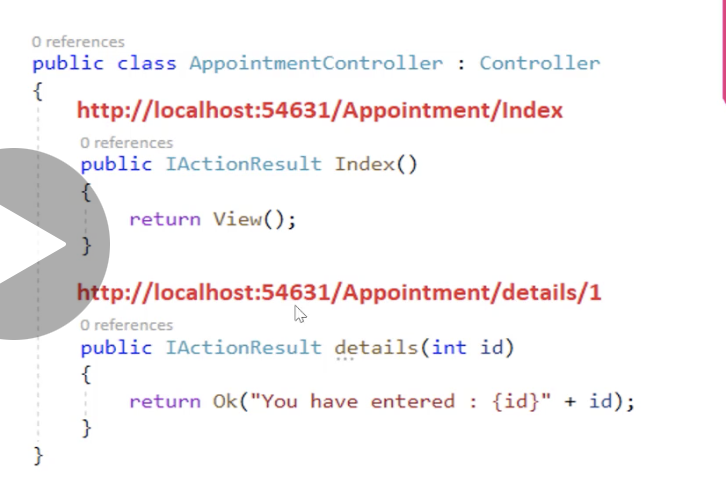 0 references
public class AppointmentController : Controller
{
http://localhost:54631/Appointment/Index
0 references
public IActionResult Index()
{
return View();
}
http://localhost:54631/Appointment/details/1
0 references
public IActionResult details(int id)
{
return Ok("You have entered : {id}" + id);
}
}